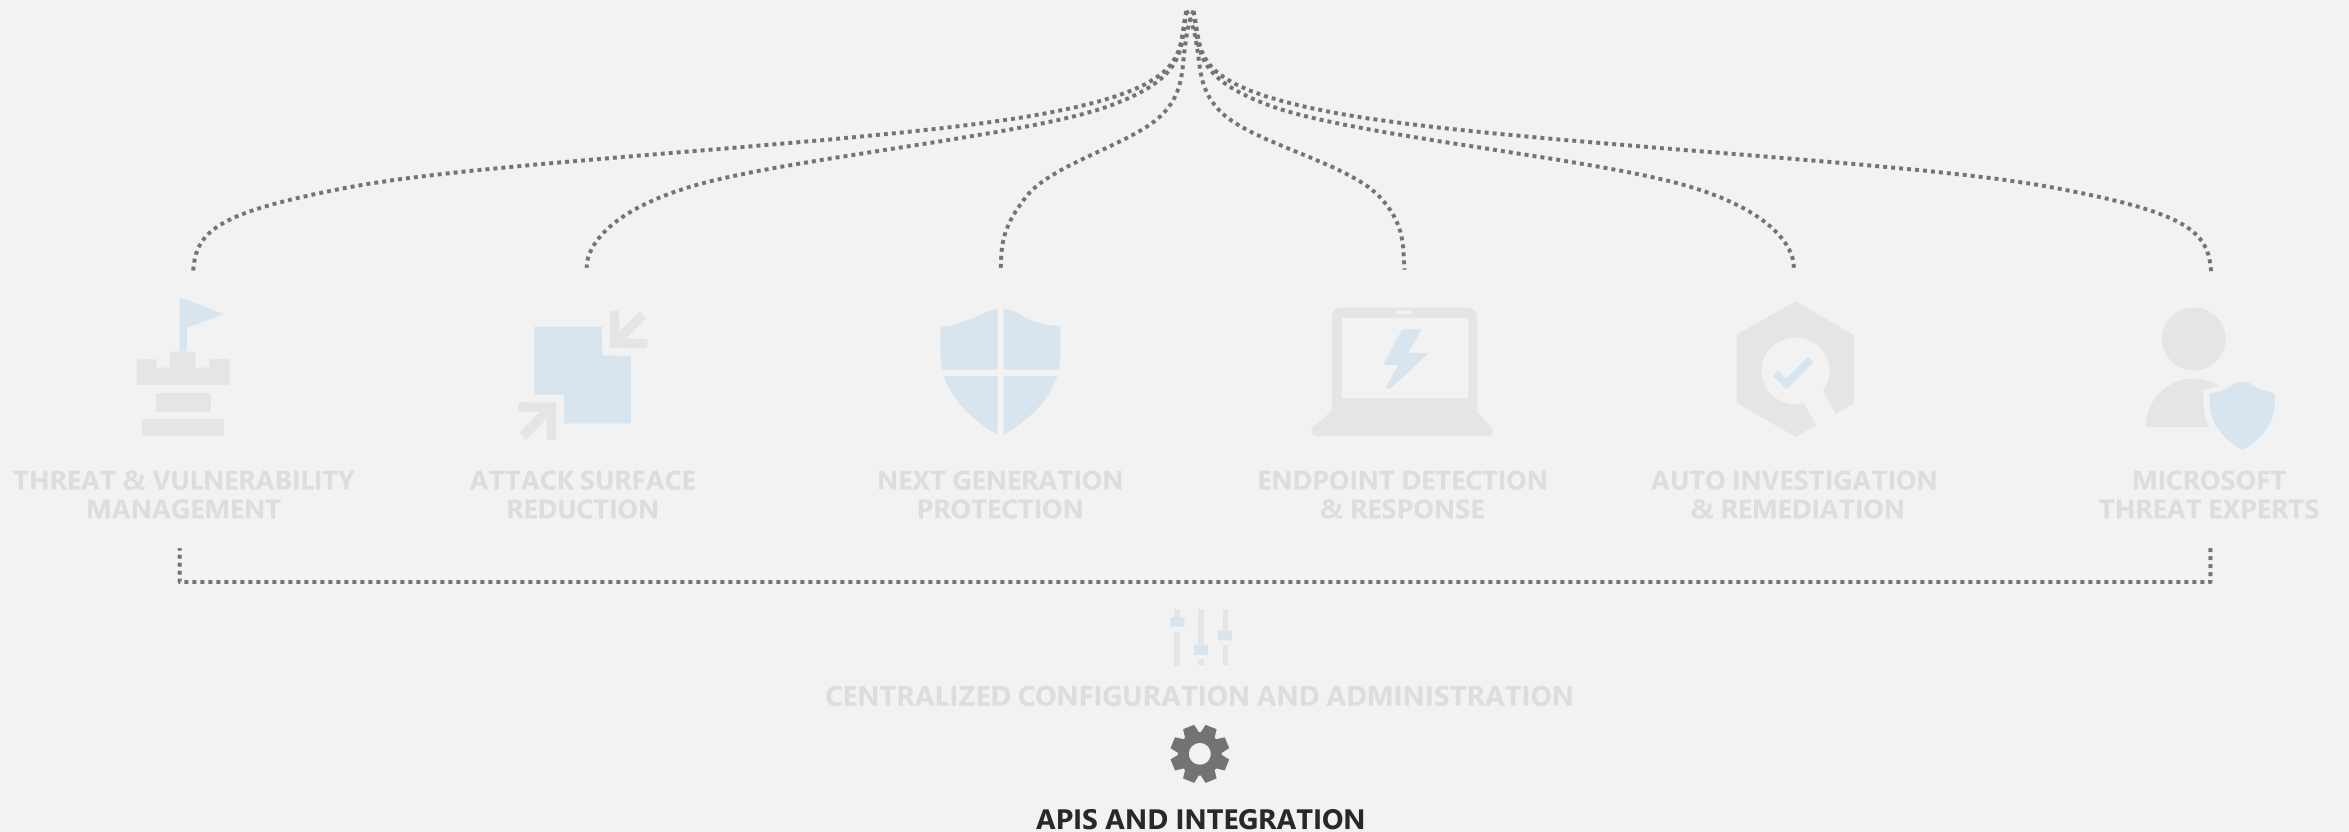 THREAT & VULNERABILITY
MANAGEMENT
ATTACK SURFACE
REDUCTION
NEXT GENERATION
PROTECTION
ENDPOINT DETECTION
& RESPONSE
AUTO INVESTIGATION
& REMEDIATION
MICROSOFT
THREAT EXPERTS
CENTRALIZED CONFIGURATION AND ADMINISTRATION
APIS AND INTEGRATION